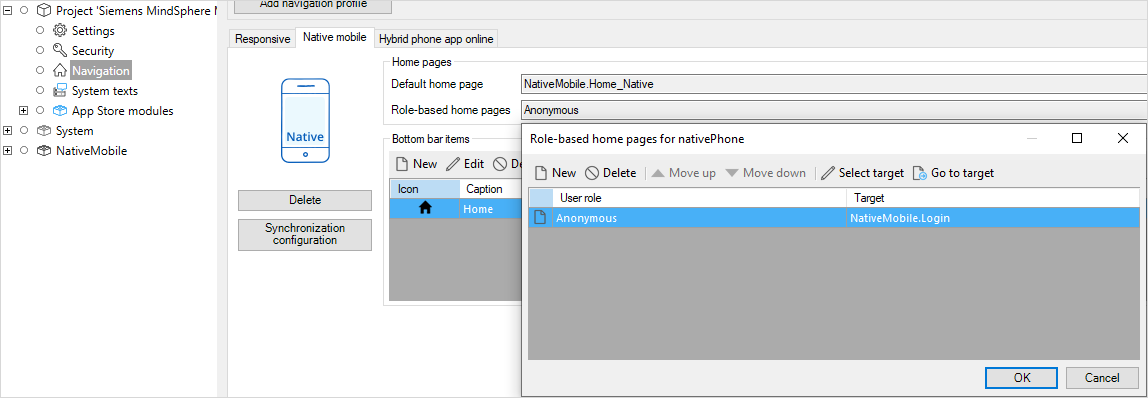 Project 'Siemens MindSphere M
Settings
Security
Navigation
System texts
App Store modules
System
NativeMobile
Add navigation profile
Responsive
Native mobile
Hybrid phone app online
Native
Delete
Synchronization
configuration
Home pages
Default home page
NativeMobile.Home_Native
Role-based home pages
Anonymous
Bottom bar items
New
Edit
De
Icon
Caption
Home
Role-based home pages for nativePhone
New
Delete
Move up
Move down
Select target
Go to target
User role
Target
Anonymous
NativeMobile.Login
OK
Cancel